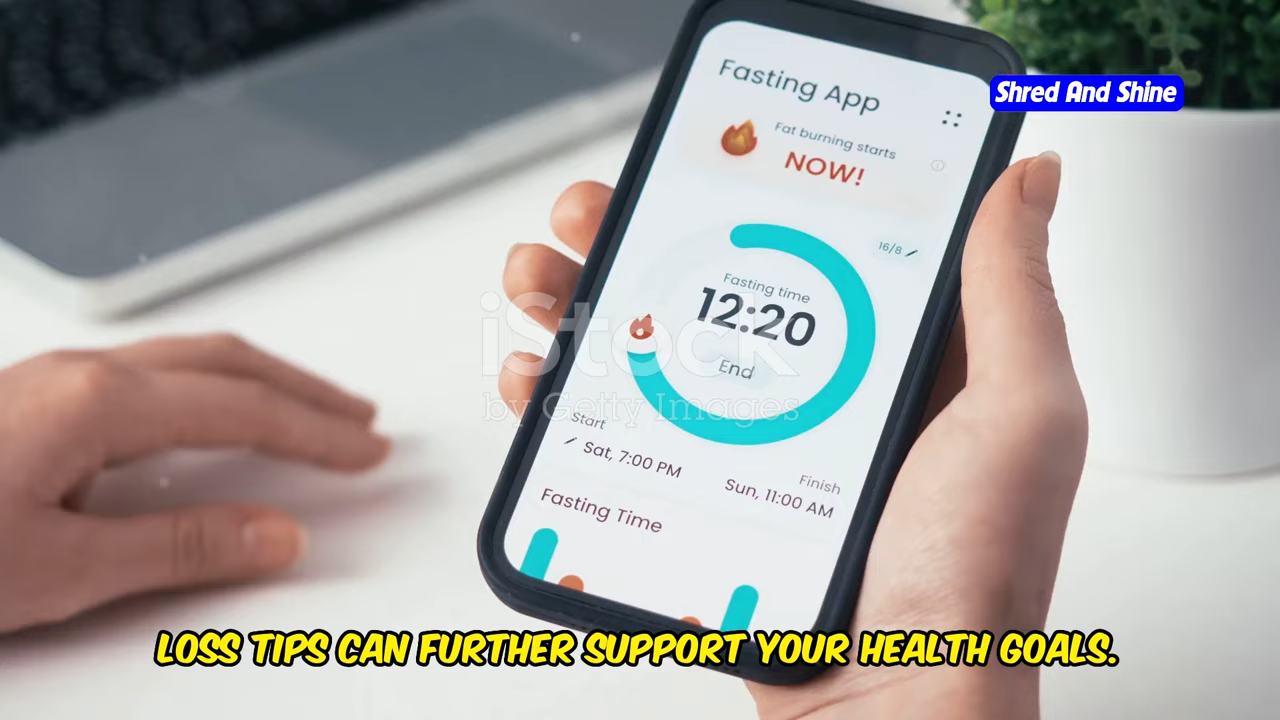 Fasting App
Shred And Shine
Fat burning starts
NOW!
16/8
Fasting time
12:20
End
iStock
by Getty Images
Start
Sat, 7:00 PM
Finish
Sun, 11:00 AM
Fasting Time
LOSS TIPS CAN FURTHER SUPPORT YOUR HEALTH GOALS.